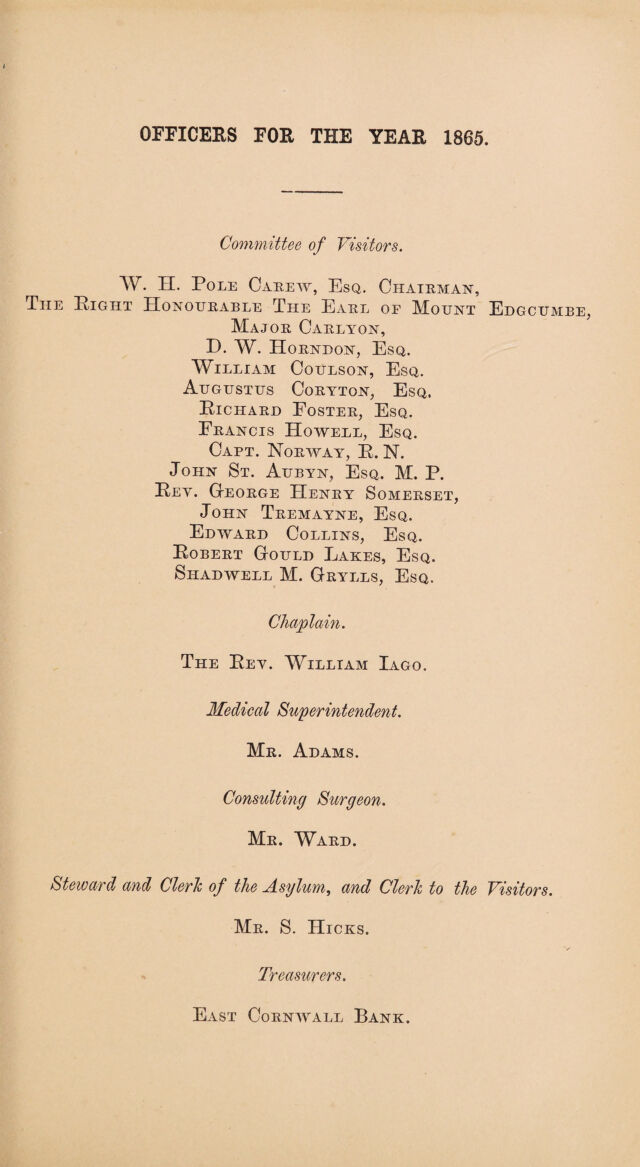 OFFICERS FOR THE YEAR 1865.
Committee of Visitors.
W. H. Pole Carew, Esq. Chairman,
The Right Honourable The Earl of Mount Edgcumbe,
Major Carlyon,
D. W. Horndon, Esq.
William Coulson, Esq.
Augustus Coryton, Esq.
Richard Foster, Esq.
Francis Howell, Esq.
Capt. Norway, R. N.
John St. Aubyn, Esq. M. P.
Rev. George Henry Somerset,
John Tremayne, Esq.
Edward Collins, Esq.
Robert Gould Lakes, Esq.
Shadwell M. Grylls, Esq.
Chaplain.
The Rev. William Iago.
Medical Superintendent.
Mr. Adams.
Consulting Surgeon.
Mr. Ward.
Steward and Clerk of the Asylum, and Clerk to the Visitors.
Mr. S. Hicks.
Treasurers.
East Cornwall Bank.